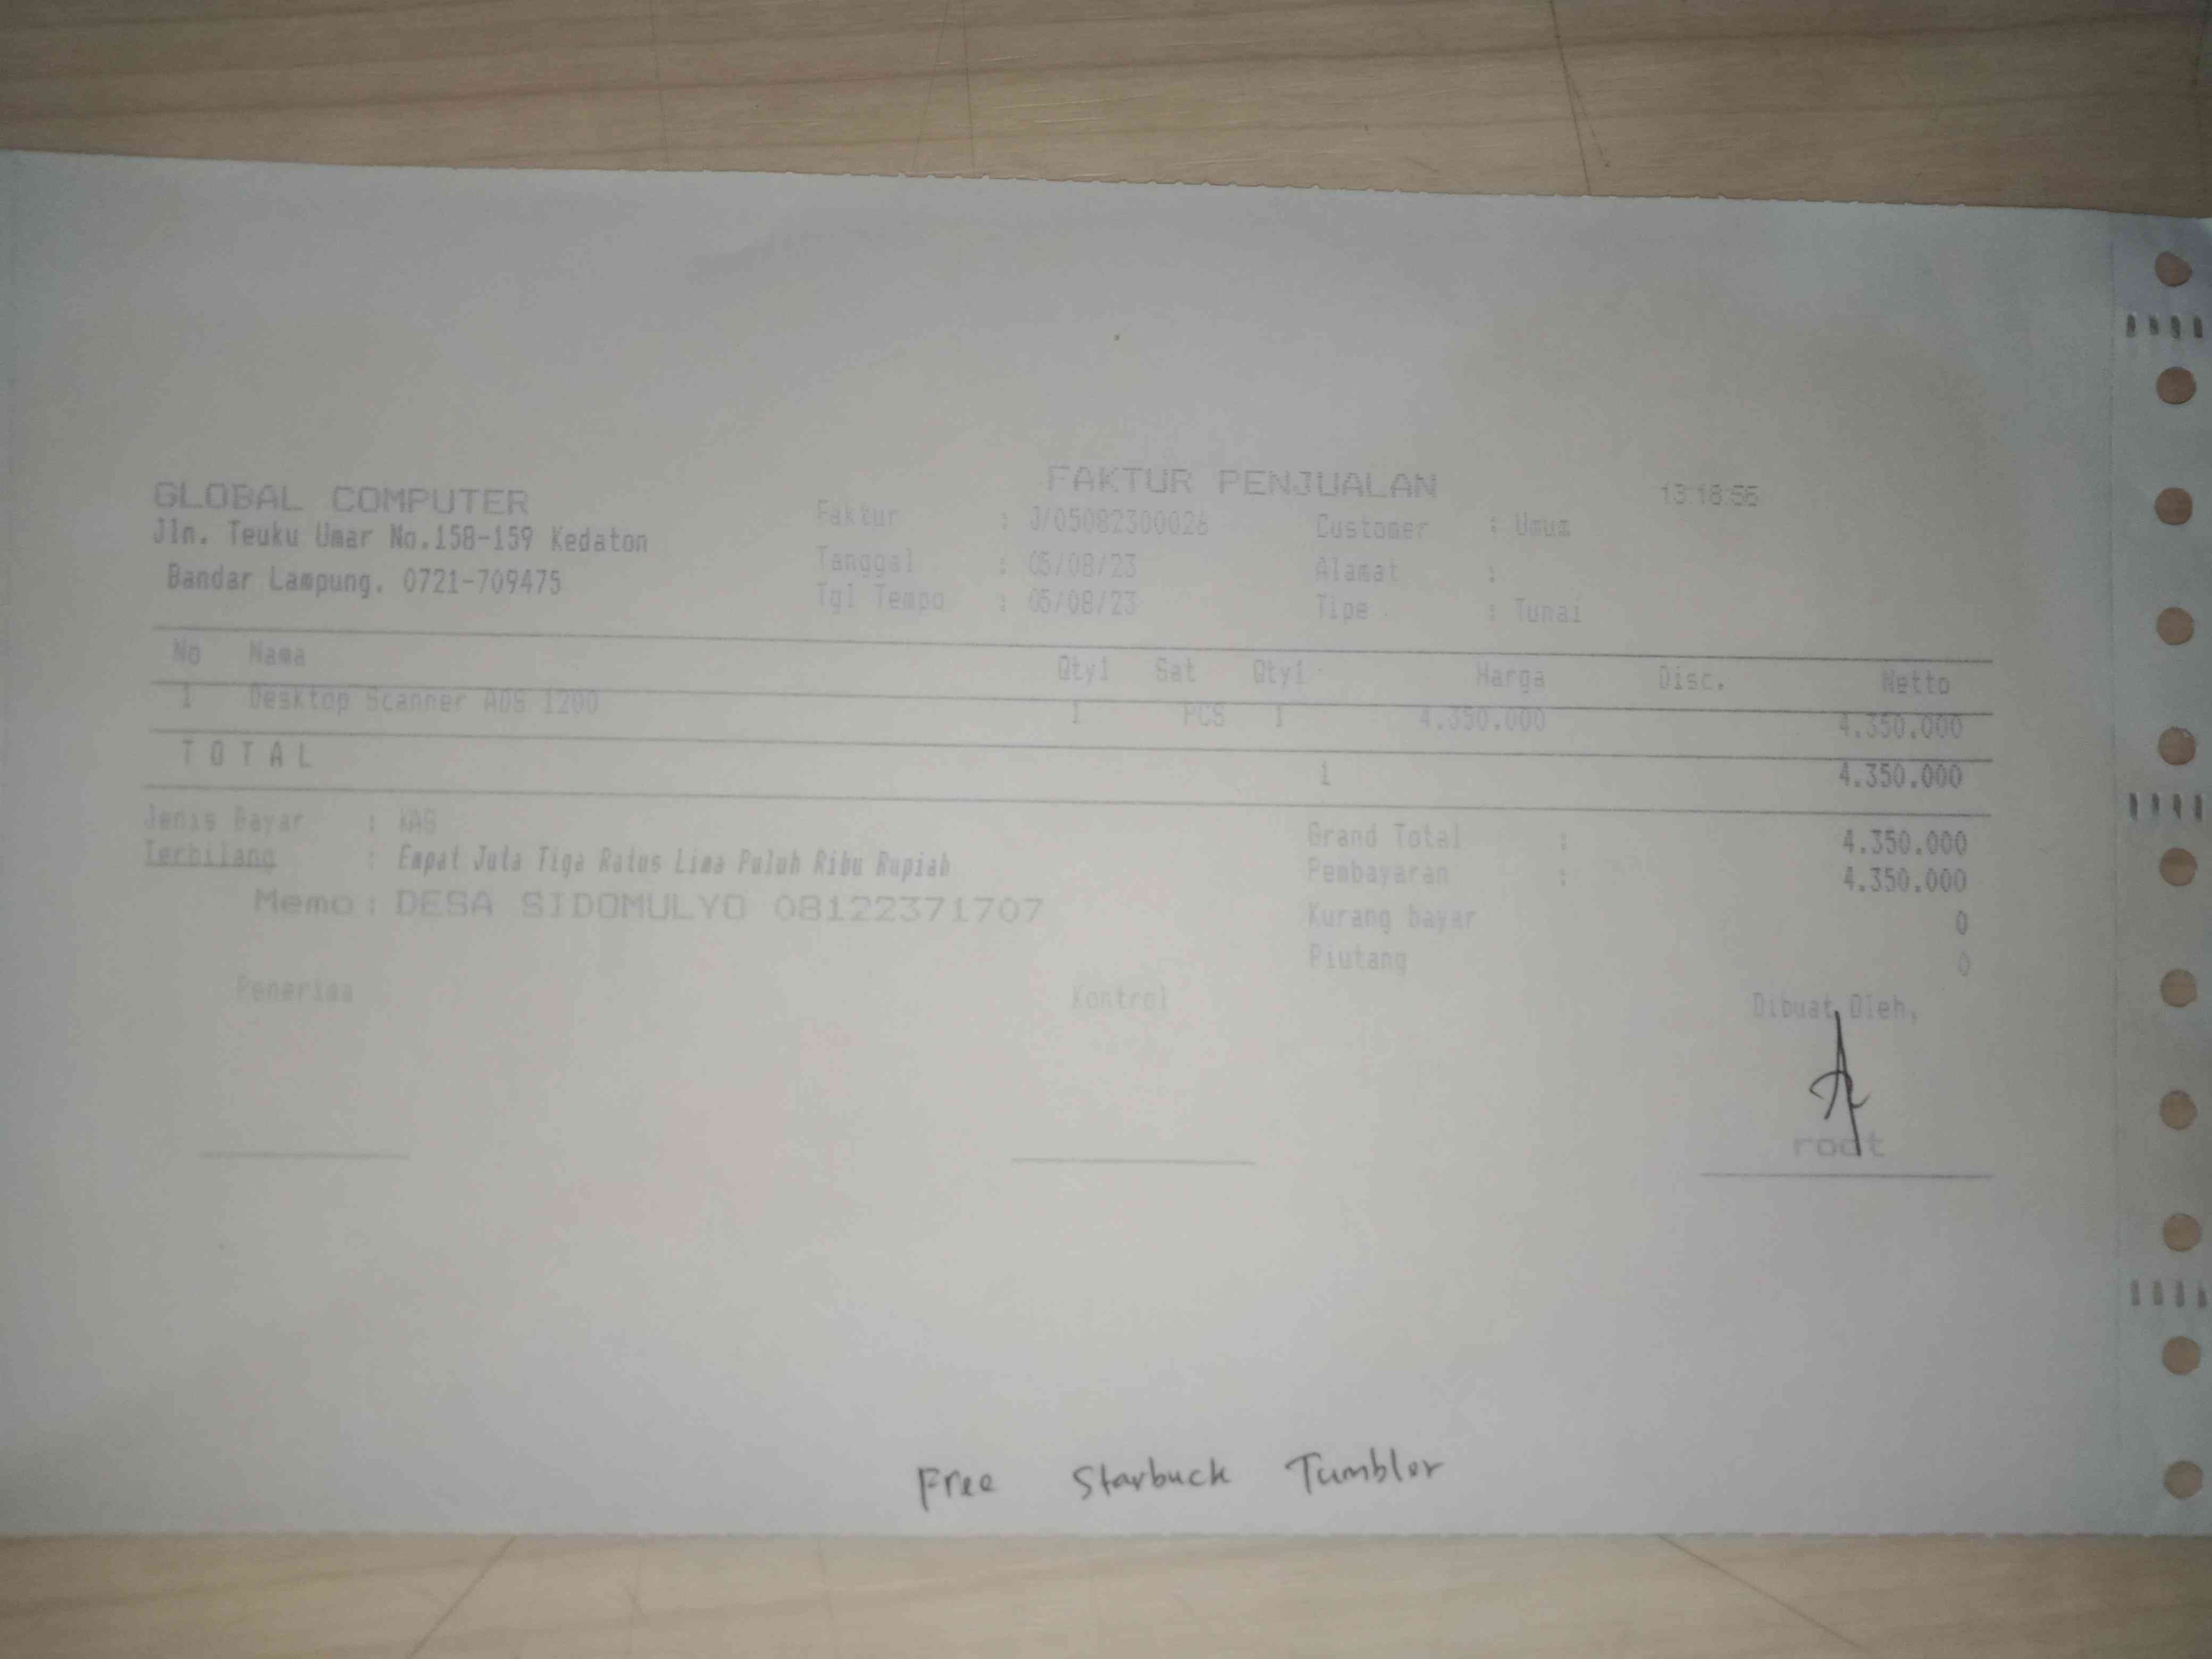 FAKTUR PENJUALAN
13:18:56
GLOBAL COMPUTER
Jln. Teuku Umar No.158-159 Kedaton
Bandar Lampung. 0721-709475
Faktur : J/05082300026
Customer : Umum
Tanggal : 05/08/23
Alamat :
Tgl Tempo : 05/08/23
Tipe : Tunai
No Nama Qty1 Sat Qty1 Harga Disc. Netto
1 Desktop Scanner ADS 1200 1 PCS 1 4.350.000 4.350.000
T O T A L 1 4.350.000
Jenis Bayar : KAS
Terbilang : Empat Juta Tiga Ratus Lima Puluh Ribu Rupiah
Memo : DESA SIDOMULYO 08122371707
Grand Total : 4.350.000
Pembayaran : 4.350.000
Kurang bayar 0
Piutang 0
Penerima Kontrol Dibuat Oleh,
root
Free Starbuck Tumbler